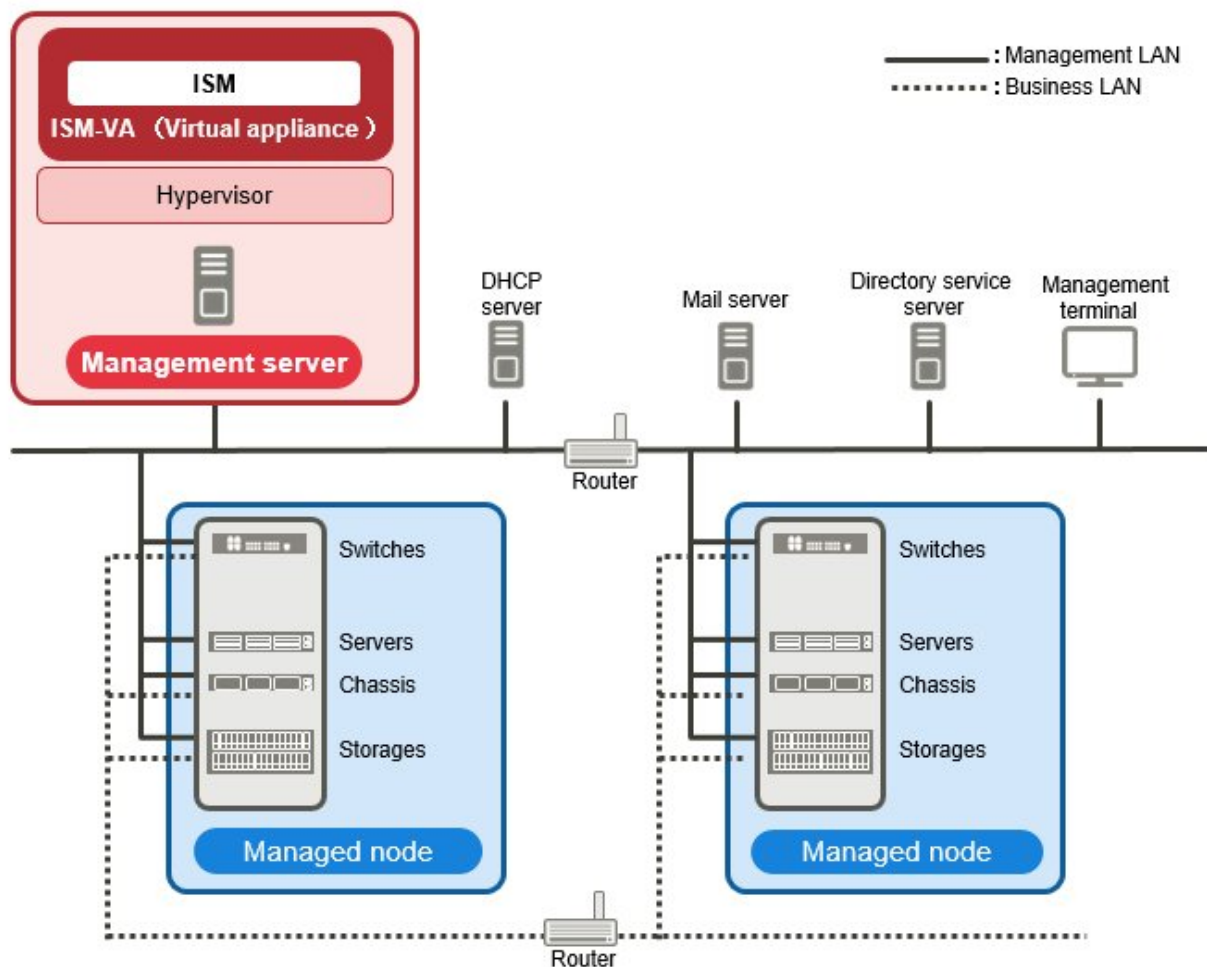 ISM
ISM-VA （Virtual appliance ）
Hypervisor
Management server
: Management LAN
: Business LAN
DHCP
server
Mail server
Directory service
server
Management
terminal
Router
Switches
Servers
Chassis
Storages
Managed node
Switches
Servers
Chassis
Storages
Managed node
Router